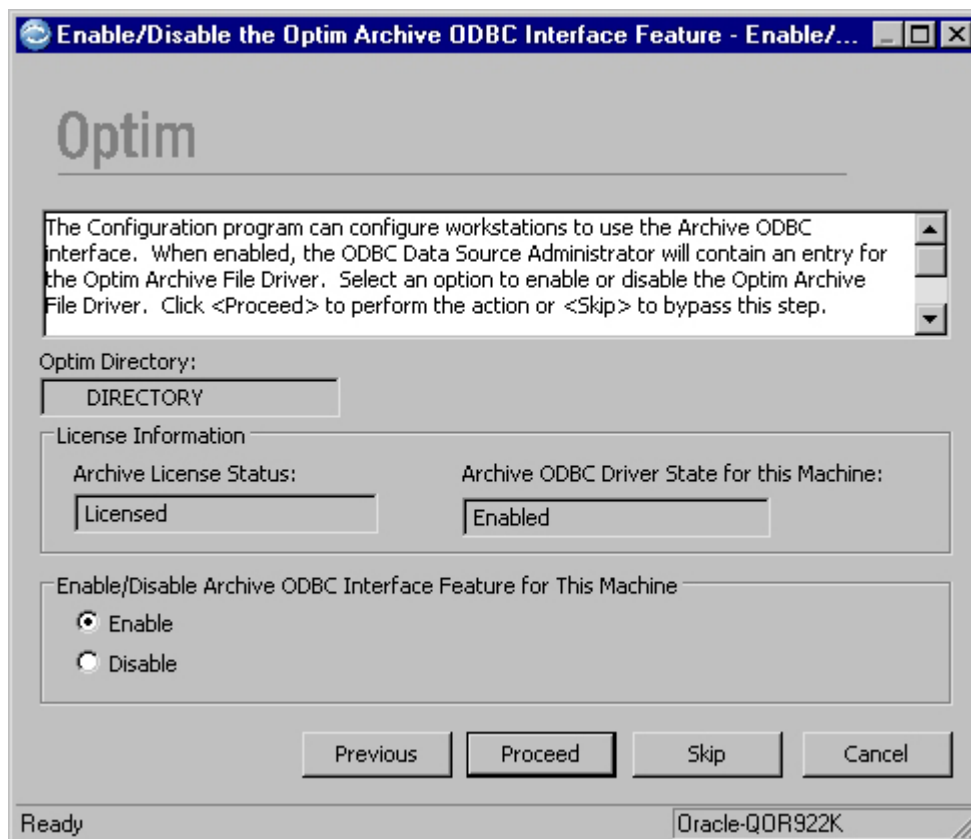 Enable/Disable the Optim Archive ODBC Interface Feature - Enable/...
Optim
The Configuration program can configure workstations to use the Archive ODBC
interface.  When enabled, the ODBC Data Source Administrator will contain an entry for
the Optim Archive File Driver.  Select an option to enable or disable the Optim Archive
File Driver.  Click <Proceed> to perform the action or <Skip> to bypass this step.
Optim Directory:
DIRECTORY
License Information
Archive License Status:
Archive ODBC Driver State for this Machine:
Licensed
Enabled
Enable/Disable Archive ODBC Interface Feature for This Machine
Enable
Disable
Previous
Proceed
Skip
Cancel
Ready
Oracle-QOR922K